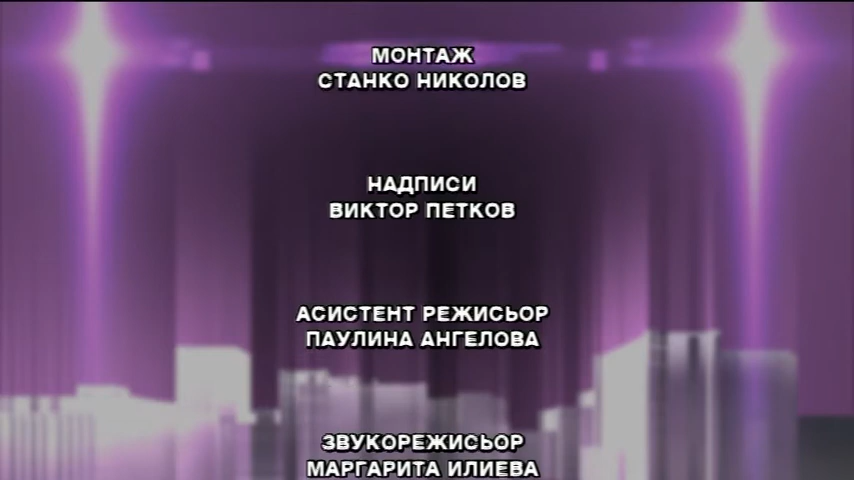 МОНТАЖ
СТАНКО НИКОЛОВ
НАДПИСИ
ВИКТОР ПЕТКОВ
АСИСТЕНТ РЕЖИСЬОР
ПАУЛИНА АНГЕЛОВА
ЗВУКОРЕЖИСЬОР
МАРГАРИТА ИЛИЕВА